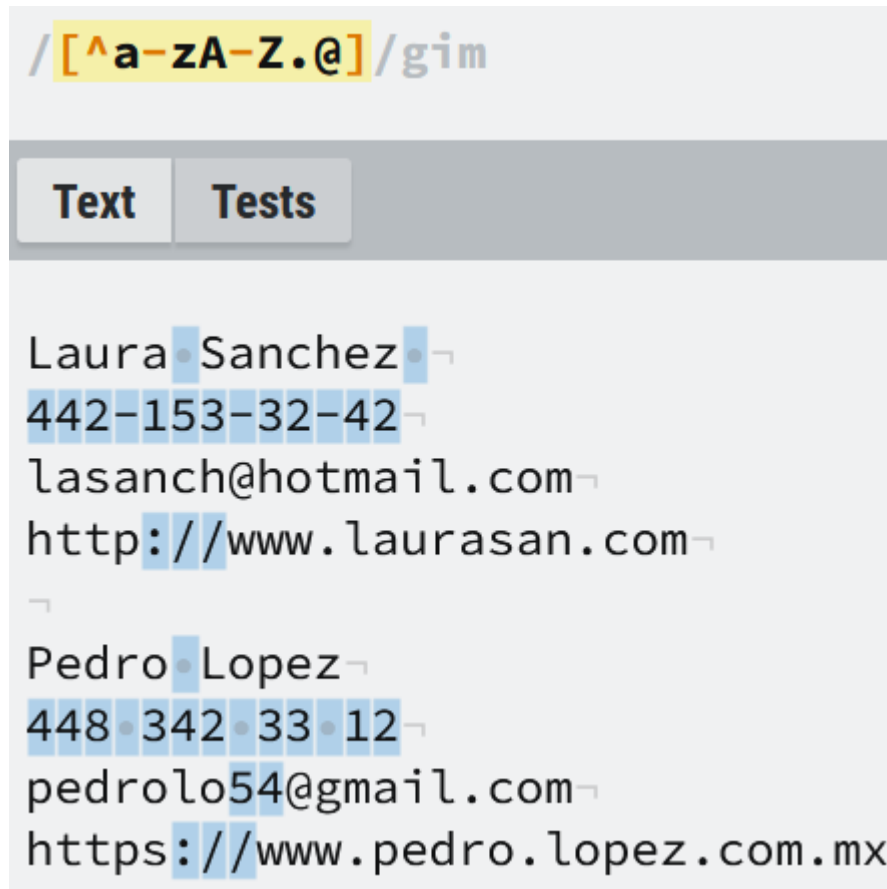 /[^a-zA-Z.@]/gim
Text Tests
Laura•Sanchez•¬
442-153-32-42¬
lasanch@hotmail.com¬
http://www.laurasan.com¬
¬
Pedro•Lopez¬
448•342•33•12¬
pedrolo54@gmail.com¬
https://www.pedro.lopez.com.mx